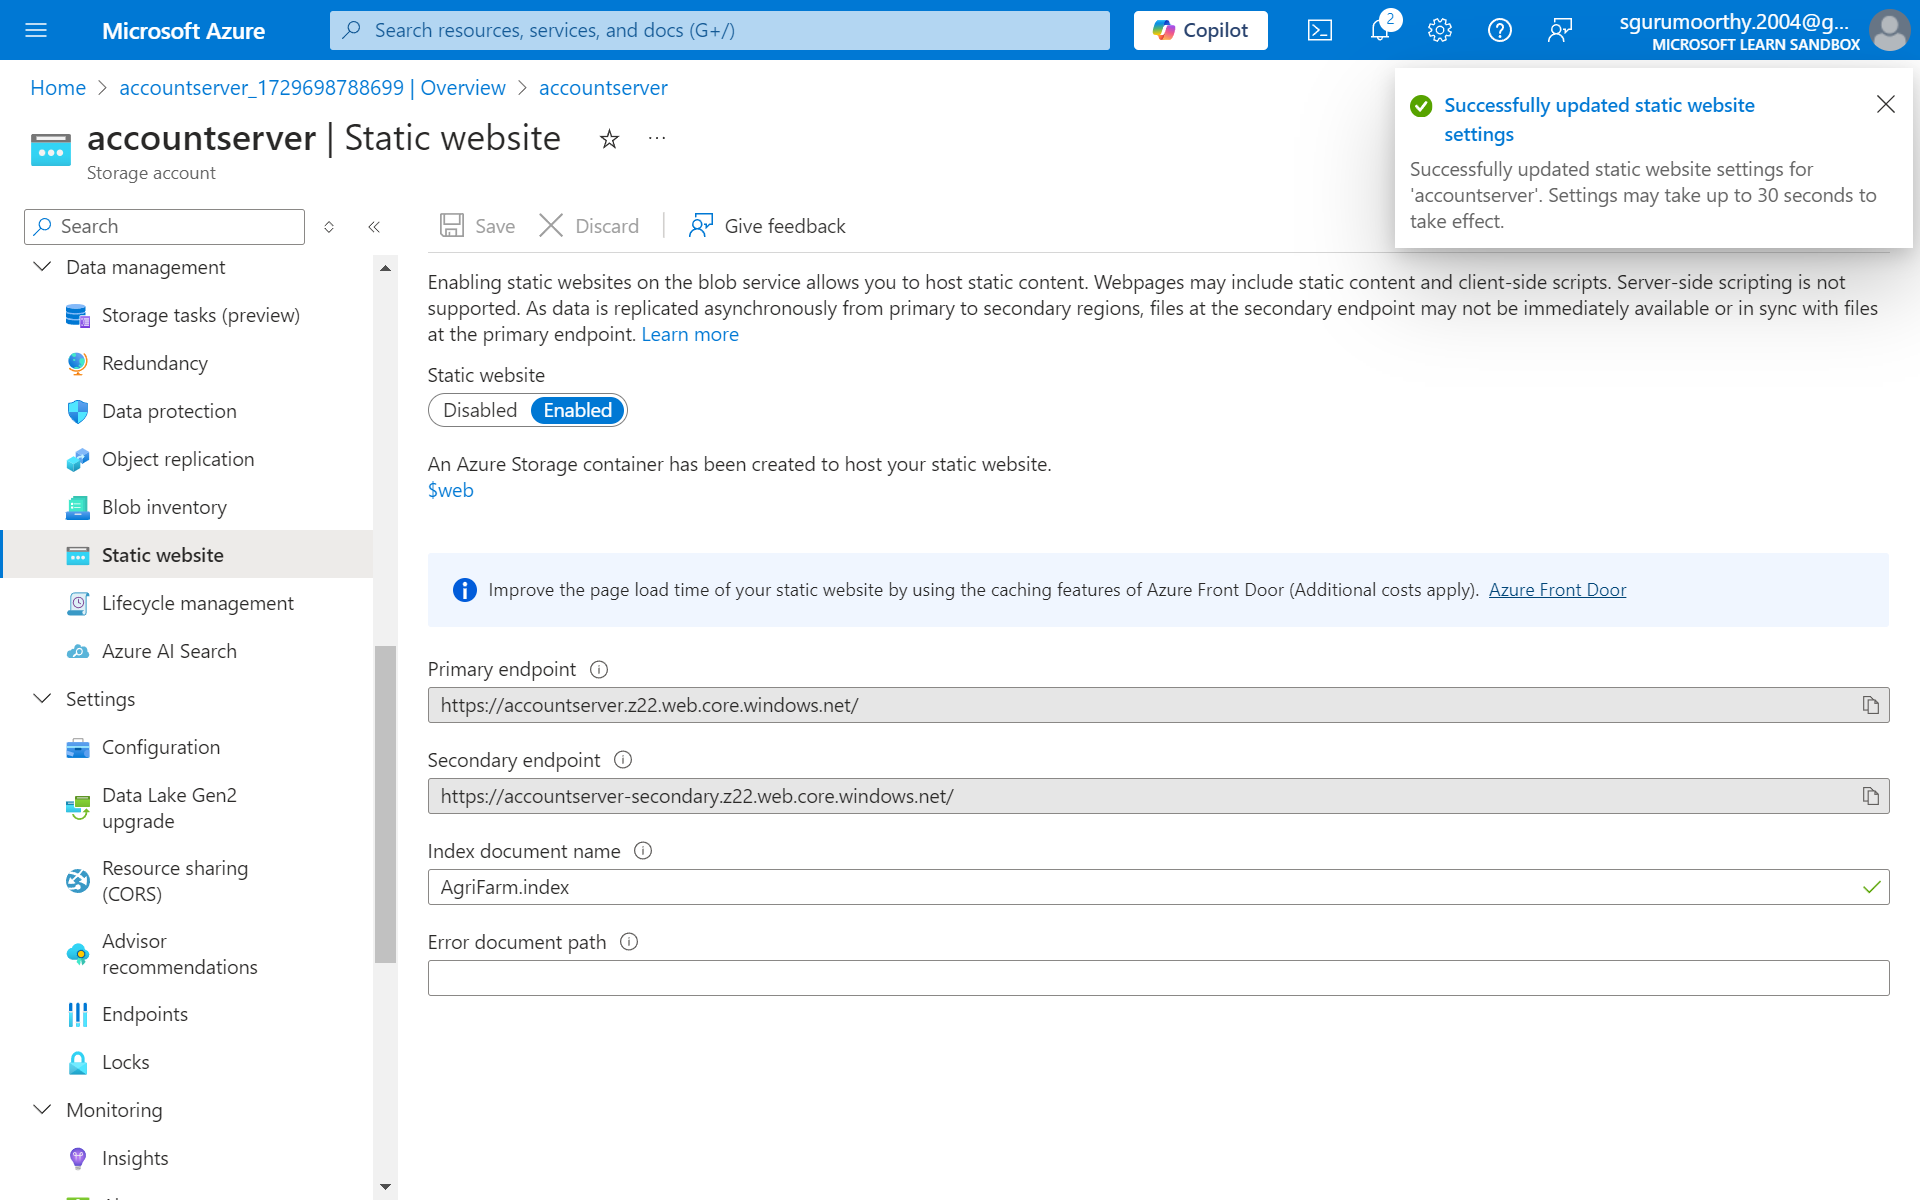 Microsoft Azure
Search resources, services, and docs (G+/)
Copilot
2
sgurumoorthy.2004@g...
MICROSOFT LEARN SANDBOX
Home > accountserver_1729698788699 | Overview > accountserver
accountserver | Static website
Storage account
Successfully updated static website
settings
Successfully updated static website settings for
'accountserver'. Settings may take up to 30 seconds to
take effect.
Search
Data management
Storage tasks (preview)
Redundancy
Data protection
Object replication
Blob inventory
Static website
Lifecycle management
Azure AI Search
Settings
Configuration
Data Lake Gen2
upgrade
Resource sharing
(CORS)
Advisor
recommendations
Endpoints
Locks
Monitoring
Insights
Save
Discard
Give feedback
Enabling static websites on the blob service allows you to host static content. Webpages may include static content and client-side scripts. Server-side scripting is not
supported. As data is replicated asynchronously from primary to secondary regions, files at the secondary endpoint may not be immediately available or in sync with files
at the primary endpoint. Learn more
Static website
Disabled Enabled
An Azure Storage container has been created to host your static website.
$web
Improve the page load time of your static website by using the caching features of Azure Front Door (Additional costs apply). Azure Front Door
Primary endpoint
https://accountserver.z22.web.core.windows.net/
Secondary endpoint
https://accountserver-secondary.z22.web.core.windows.net/
Index document name
AgriFarm.index
Error document path